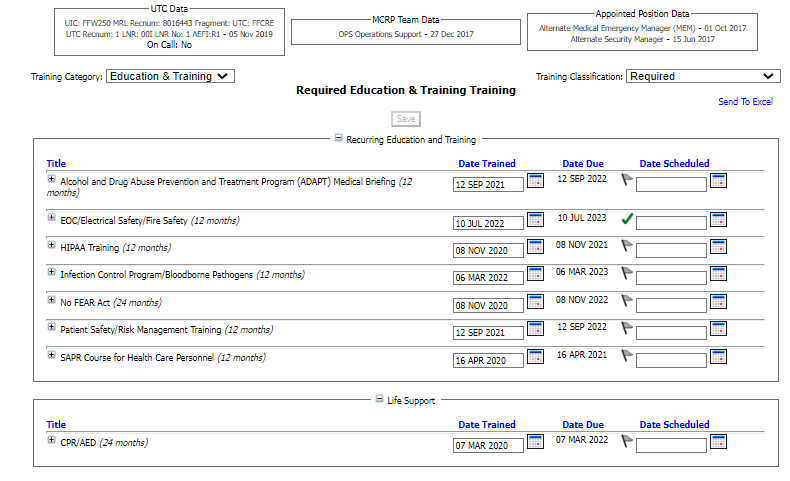 UTC Data
UIC: FFW250 MRL Recnum: 8016443 Fragment: UTC: FFCRE
UTC Recnum: 1 LNR: 00I LNR No: 1 AEFI:R1 - 05 Nov 2019
On Call: No
MCRP Team Data
OPS Operations Support - 27 Dec 2017
Appointed Position Data
Alternate Medical Emergency Manager (MEM) - 01 Oct 2017
Alternate Security Manager - 15 Jun 2017
Training Category: Education & Training
Training Classification: Required
Required Education & Training Training
Send To Excel
Save
Recurring Education and Training
Title Date Trained Date Due Date Scheduled
Alcohol and Drug Abuse Prevention and Treatment Program (ADAPT) Medical Briefing (12 months) 12 SEP 2021 12 SEP 2022
EOC/Electrical Safety/Fire Safety (12 months) 10 JUL 2022 10 JUL 2023
HIPAA Training (12 months) 08 NOV 2020 08 NOV 2021
Infection Control Program/Bloodborne Pathogens (12 months) 06 MAR 2022 06 MAR 2023
No FEAR Act (24 months) 08 NOV 2020 08 NOV 2022
Patient Safety/Risk Management Training (12 months) 12 SEP 2021 12 SEP 2022
SAPR Course for Health Care Personnel (12 months) 16 APR 2020 16 APR 2021
Life Support
Title Date Trained Date Due Date Scheduled
CPR/AED (24 months) 07 MAR 2020 07 MAR 2022